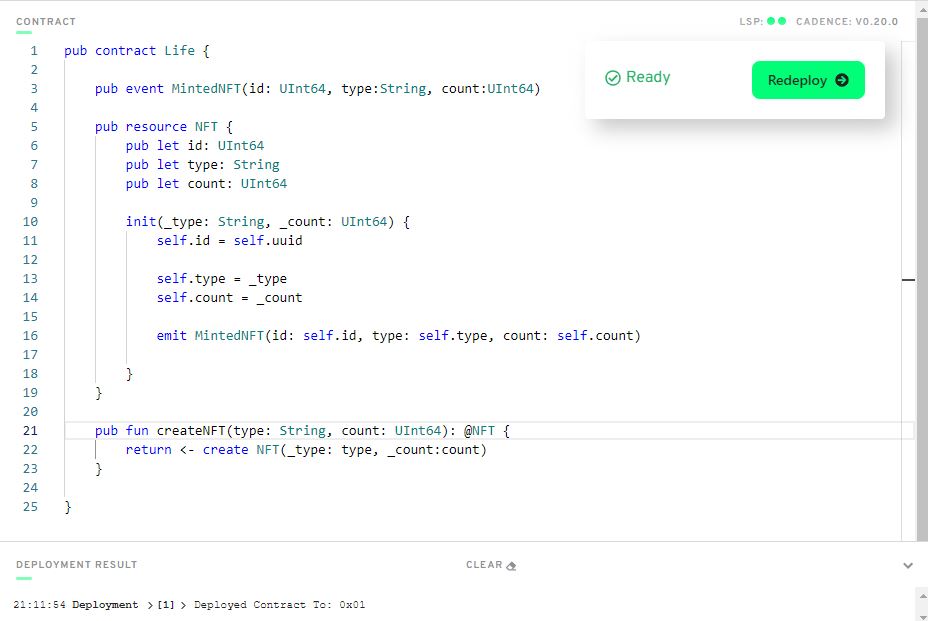 CONTRACT
LSP: CADENCE: V0.20.0
1 pub contract Life {
2
3 pub event MintedNFT(id: UInt64, type:String, count:UInt64)
4
5 pub resource NFT {
6 pub let id: UInt64
7 pub let type: String
8 pub let count: UInt64
9
10 init(_type: String, _count: UInt64) {
11 self.id = self.uuid
12
13 self.type = _type
14 self.count = _count
15
16 emit MintedNFT(id: self.id, type: self.type, count: self.count)
17
18 }
19 }
20
21 pub fun createNFT(type: String, count: UInt64): @NFT {
22 return <- create NFT(_type: type, _count:count)
23 }
24
25 }
Ready
Redeploy
DEPLOYMENT RESULT
CLEAR
21:11:54 Deployment > [1] > Deployed Contract To: 0x01